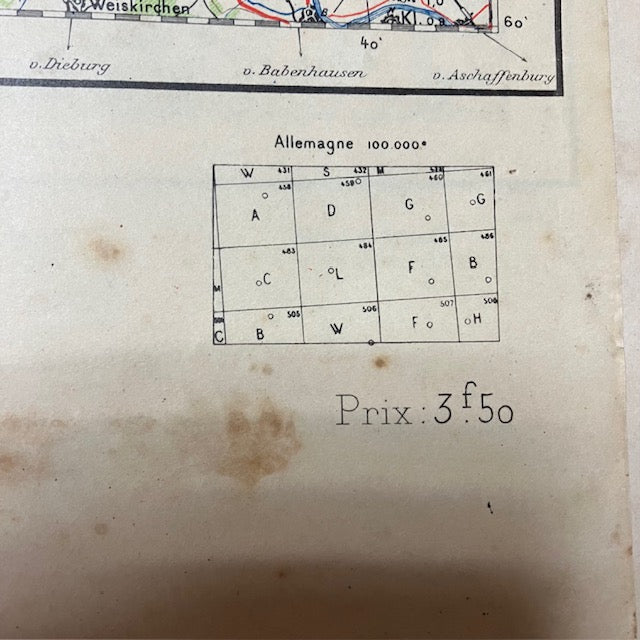 Weiskirchen
Kl.
60'
40'
v. Dieburg
v. Babenhausen
v. Aschaffenburg
Allemagne 100.000e
W 431 S 432 M
458 459 460 461
A D G G
483 484 485 486
C L F B
M
505 506 507 508
C B W F H
Prix: 3f.50